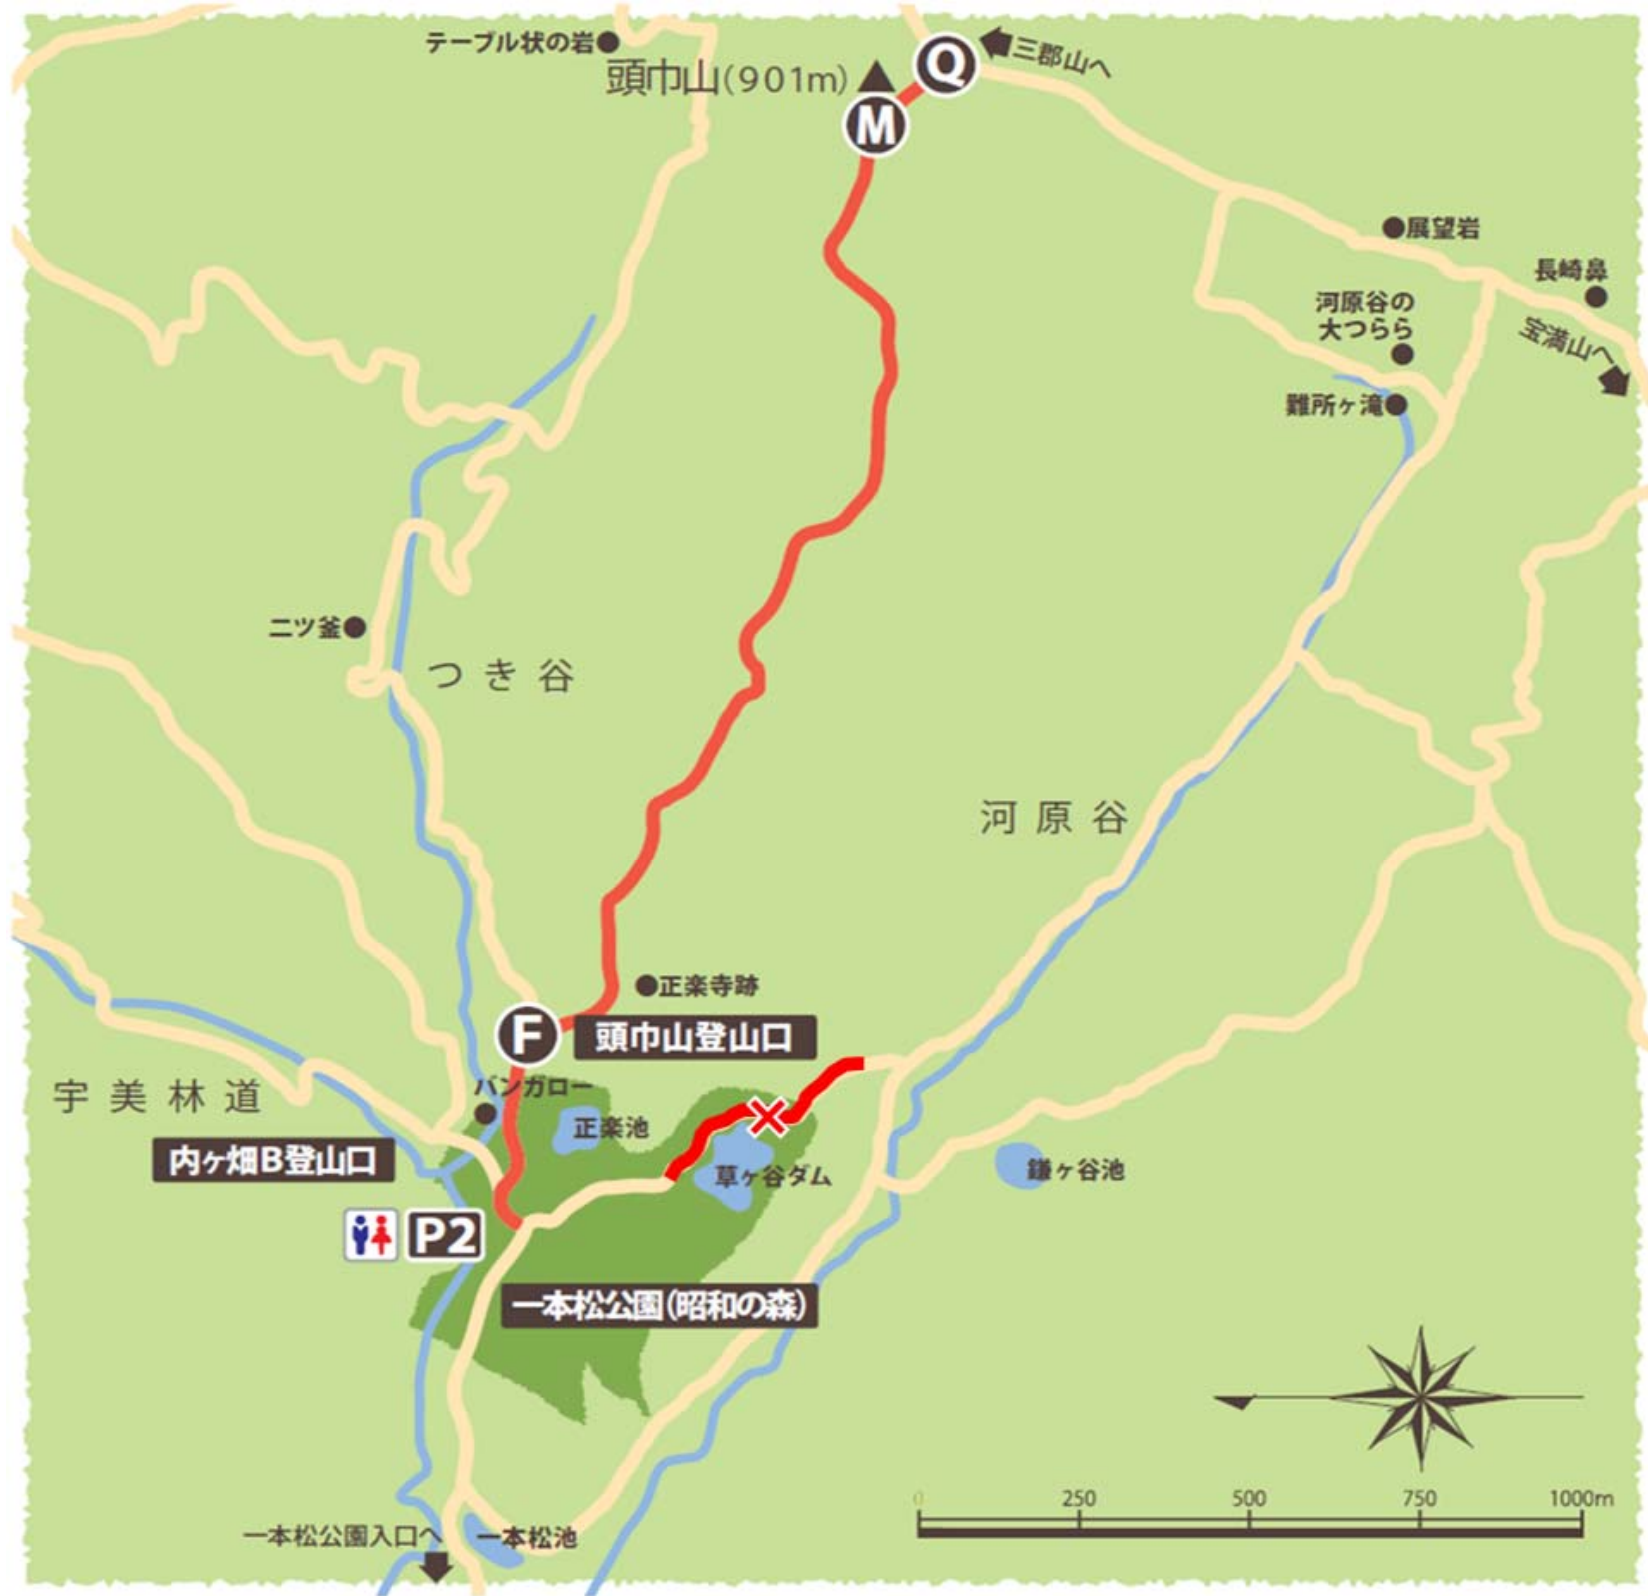 テーブル状の岩
頭巾山(901m)
Q
三郡山へ
M
展望岩
長崎鼻
河原谷の
大つらら
宝満山へ
難所ヶ滝
二ツ釜
つき谷
河原谷
正楽寺跡
F
頭巾山登山口
バンガロー
宇美林道
正楽池
内ヶ畑B登山口
草ヶ谷ダム
鎌ヶ谷池
P2
一本松公園(昭和の森)
0 250 500 750 1000m
一本松公園入口へ
一本松池